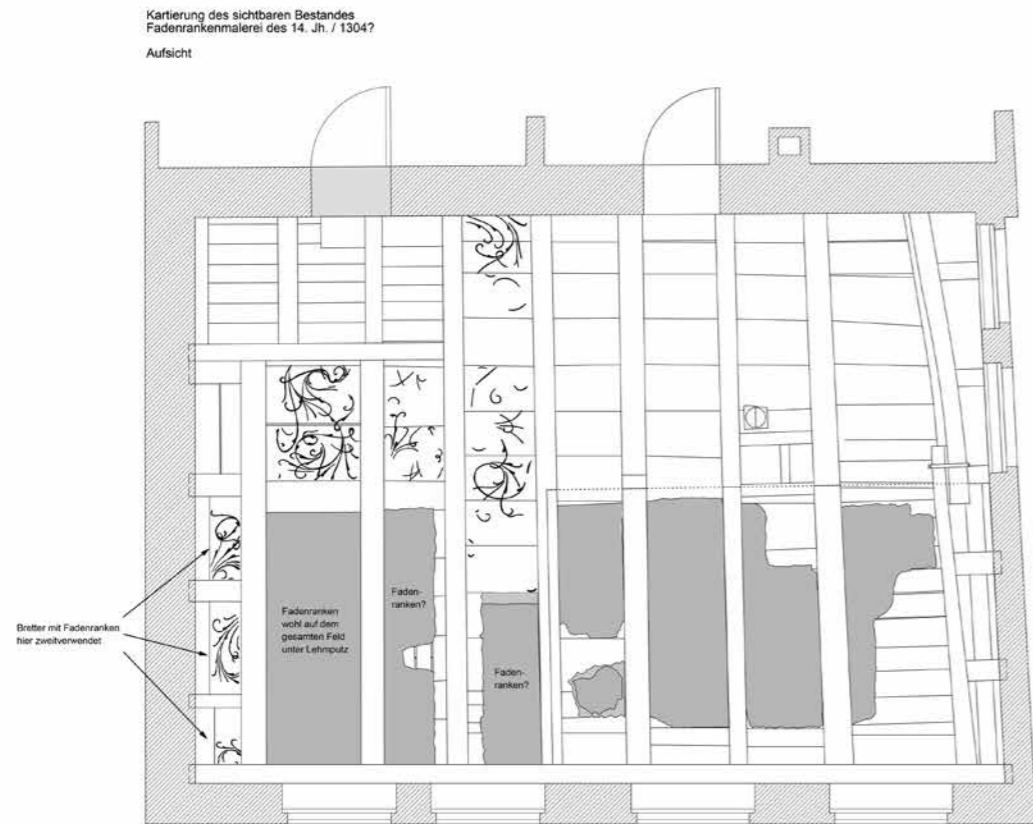 Kartierung des sichtbaren Bestandes
Fadenrankenmalerei des 14. Jh. / 1304?
Aufsicht
Bretter mit Fadenranken
hier zweitverwendet
Fadenranken
wohl auf dem
gesamten Feld
unter Lehmputz
Faden-
ranken?
Faden-
ranken?